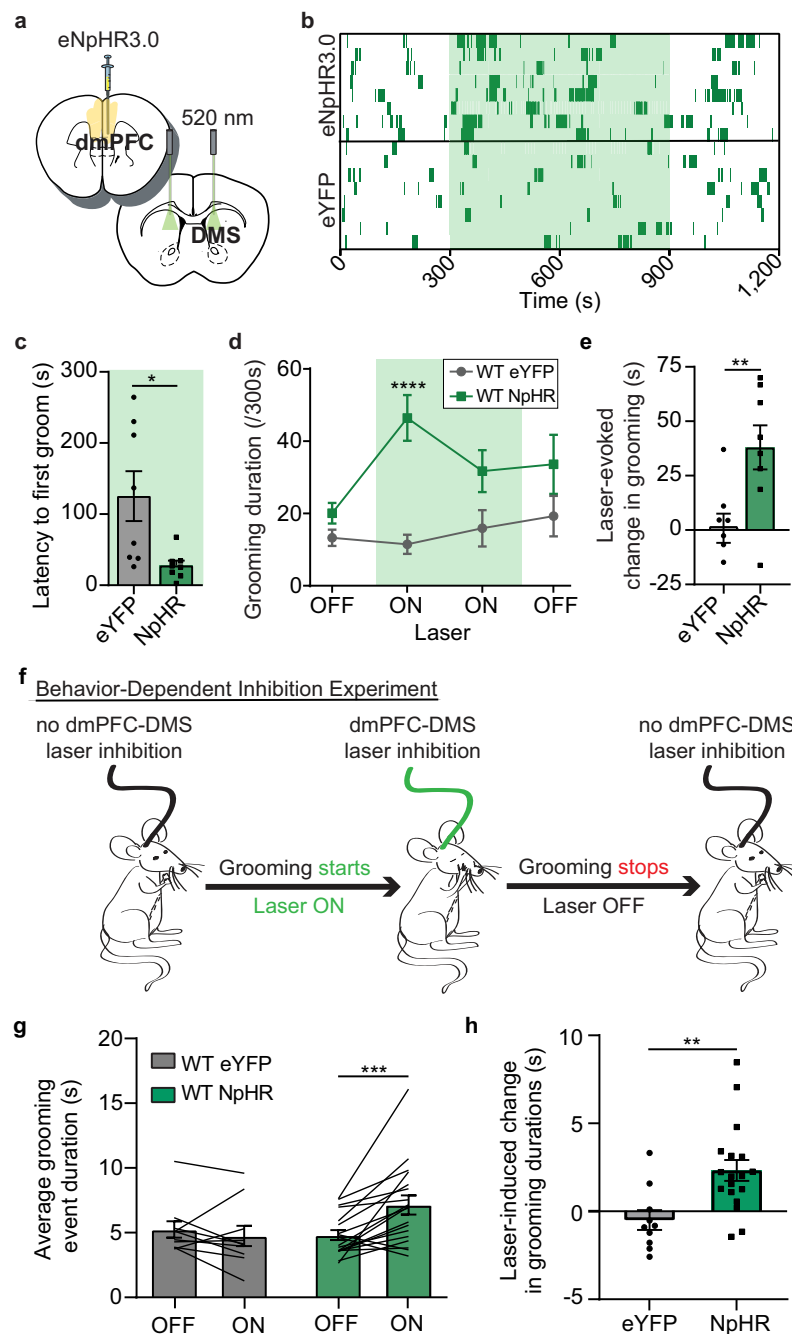 a
eNpHR3.0
520 nm
dmPFC
DMS
b
eNpHR3.0
eYFP
0
300
600
900
1,200
Time (s)
c
300
200
100
0
Latency to first groom (s)
*
eYFP
NpHR
d
60
40
20
0
Grooming duration (/300s)
****
WT eYFP
WT NpHR
OFF
ON
ON
OFF
Laser
e
75
50
25
0
-25
Laser-evoked
change in grooming (s)
**
eYFP
NpHR
f
Behavior-Dependent Inhibition Experiment
no dmPFC-DMS
laser inhibition
dmPFC-DMS
laser inhibition
no dmPFC-DMS
laser inhibition
Grooming starts
Laser ON
Grooming stops
Laser OFF
g
20
15
10
5
0
Average grooming
event duration (s)
WT eYFP
WT NpHR
***
OFF
ON
OFF
ON
h
10
5
0
-5
Laser-induced change
in grooming durations (s)
**
eYFP
NpHR